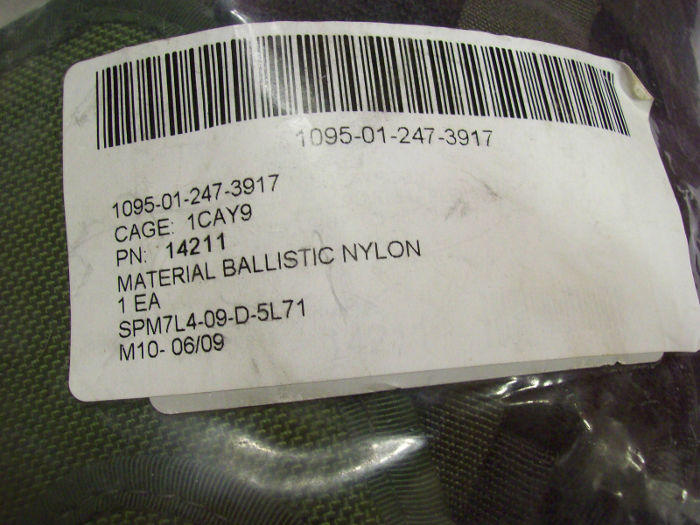 1095-01-247-3917
1095-01-247-3917
CAGE: 1CAY9
PN: 14211
MATERIAL BALLISTIC NYLON
1 EA
SPM7L4-09-D-5L71
M10- 06/09